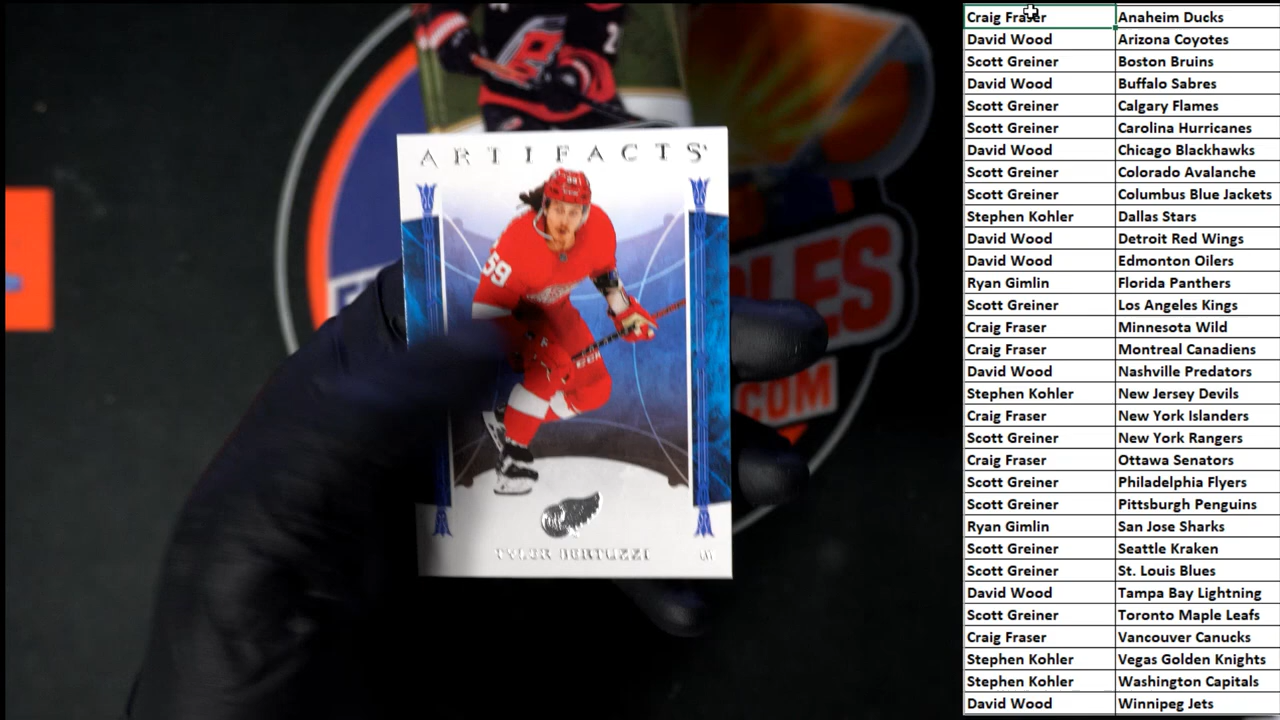 ARTIFACTS
59
TYLER BERTUZZI
LES
.COM
Craig Fraser Anaheim Ducks
David Wood Arizona Coyotes
Scott Greiner Boston Bruins
David Wood Buffalo Sabres
Scott Greiner Calgary Flames
Scott Greiner Carolina Hurricanes
David Wood Chicago Blackhawks
Scott Greiner Colorado Avalanche
Scott Greiner Columbus Blue Jackets
Stephen Kohler Dallas Stars
David Wood Detroit Red Wings
David Wood Edmonton Oilers
Ryan Gimlin Florida Panthers
Scott Greiner Los Angeles Kings
Craig Fraser Minnesota Wild
Craig Fraser Montreal Canadiens
David Wood Nashville Predators
Stephen Kohler New Jersey Devils
Craig Fraser New York Islanders
Scott Greiner New York Rangers
Craig Fraser Ottawa Senators
Scott Greiner Philadelphia Flyers
Scott Greiner Pittsburgh Penguins
Ryan Gimlin San Jose Sharks
Scott Greiner Seattle Kraken
Scott Greiner St. Louis Blues
David Wood Tampa Bay Lightning
Scott Greiner Toronto Maple Leafs
Craig Fraser Vancouver Canucks
Stephen Kohler Vegas Golden Knights
Stephen Kohler Washington Capitals
David Wood Winnipeg Jets